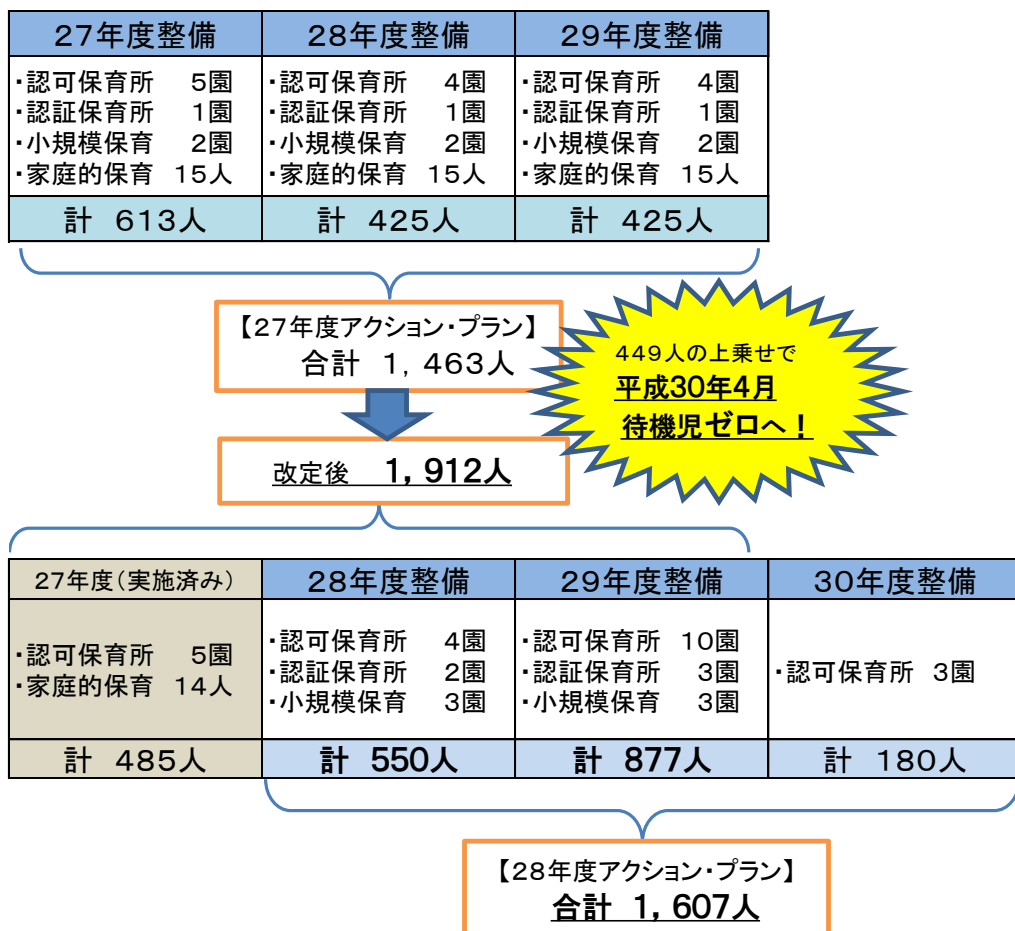 27年度整備
28年度整備
29年度整備
・認可保育所 5園
・認証保育所 1園
・小規模保育 2園
・家庭的保育 15人
・認可保育所 4園
・認証保育所 1園
・小規模保育 2園
・家庭的保育 15人
・認可保育所 4園
・認証保育所 1園
・小規模保育 2園
・家庭的保育 15人
計 613人
計 425人
計 425人
【27年度アクション・プラン】
合計 1,463人
449人の上乗せで
平成30年4月
待機児ゼロへ！
改定後 1,912人
27年度(実施済み)
28年度整備
29年度整備
30年度整備
・認可保育所 5園
・家庭的保育 14人
・認可保育所 4園
・認証保育所 2園
・小規模保育 3園
・認可保育所 10園
・認証保育所 3園
・小規模保育 3園
・認可保育所 3園
計 485人
計 550人
計 877人
計 180人
【28年度アクション・プラン】
合計 1,607人